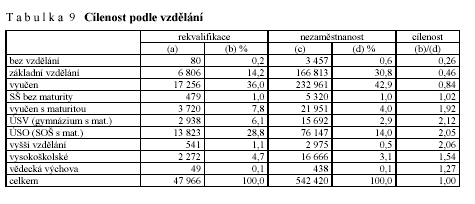 Tabulka 9 Cílenost podle vzdělání
rekvalifikace nezaměstnanost cílenost
(a) (b) % (c) (d) % (b)/(d)
bez vzdělání 80 0,2 3 457 0,6 0,26
základní vzdělání 6 806 14,2 166 813 30,8 0,46
vyučen 17 256 36,0 232 961 42,9 0,84
SŠ bez maturity 479 1,0 5 320 1,0 1,02
vyučen s maturitou 3 720 7,8 21 951 4,0 1,92
ÚSV (gymnázium s mat.) 2 938 6,1 15 692 2,9 2,12
ÚSO (SOŠ s mat.) 13 823 28,8 76 147 14,0 2,05
vyšší vzdělání 541 1,1 2 975 0,5 2,06
vysokoškolské 2 272 4,7 16 666 3,1 1,54
vědecká výchova 49 0,1 438 0,1 1,27
celkem 47 966 100,0 542 420 100,0 1,00